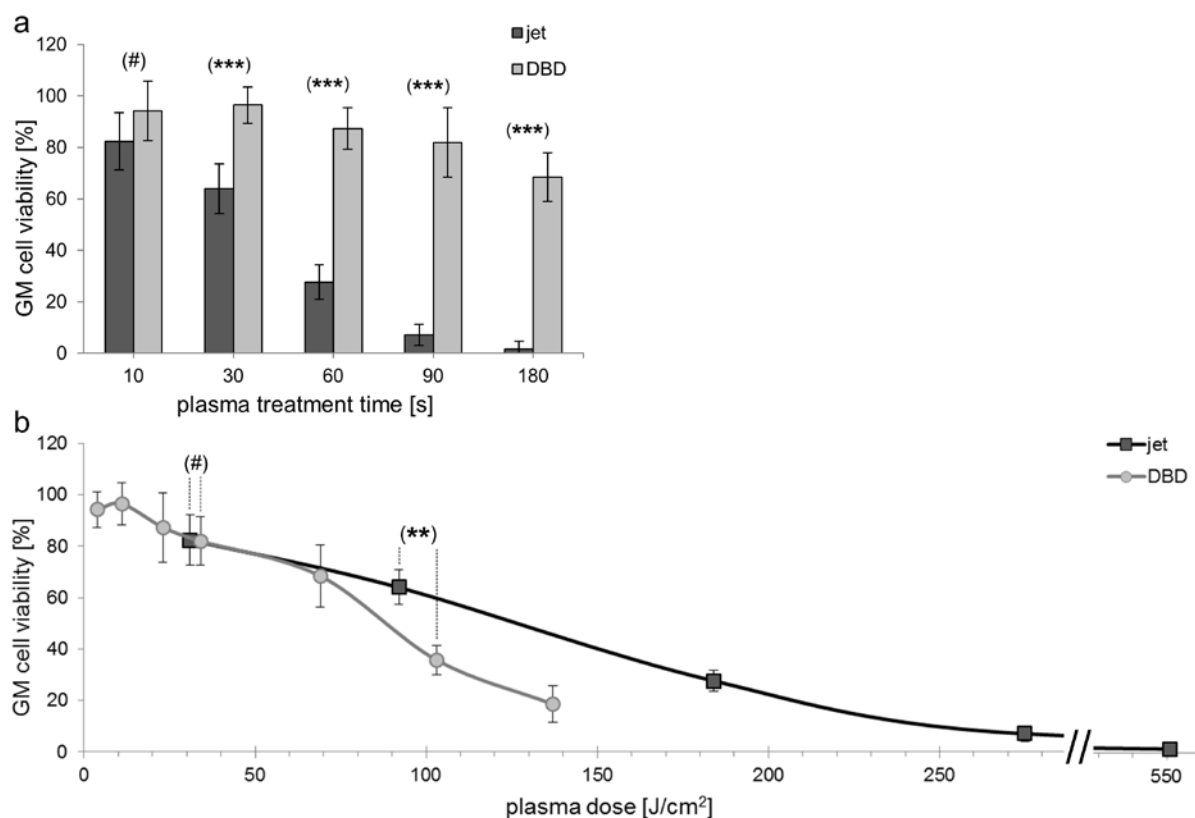 a
jet
DBD
120
100
80
60
40
20
0
GM cell viability [%]
(#)
(***)
(***)
(***)
(***)
10 30 60 90 180
plasma treatment time [s]
b
jet
DBD
120
100
80
60
40
20
0
GM cell viability [%]
(#)
(**)
0 50 100 150 200 250 550
plasma dose [J/cm²]